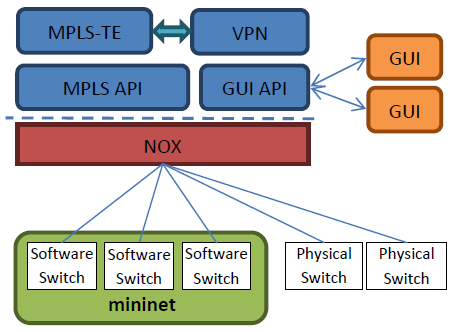 MPLS-TE
VPN
GUI
MPLS API
GUI API
GUI
NOX
Software
Switch
Software
Switch
Software
Switch
Physical
Switch
Physical
Switch
mininet